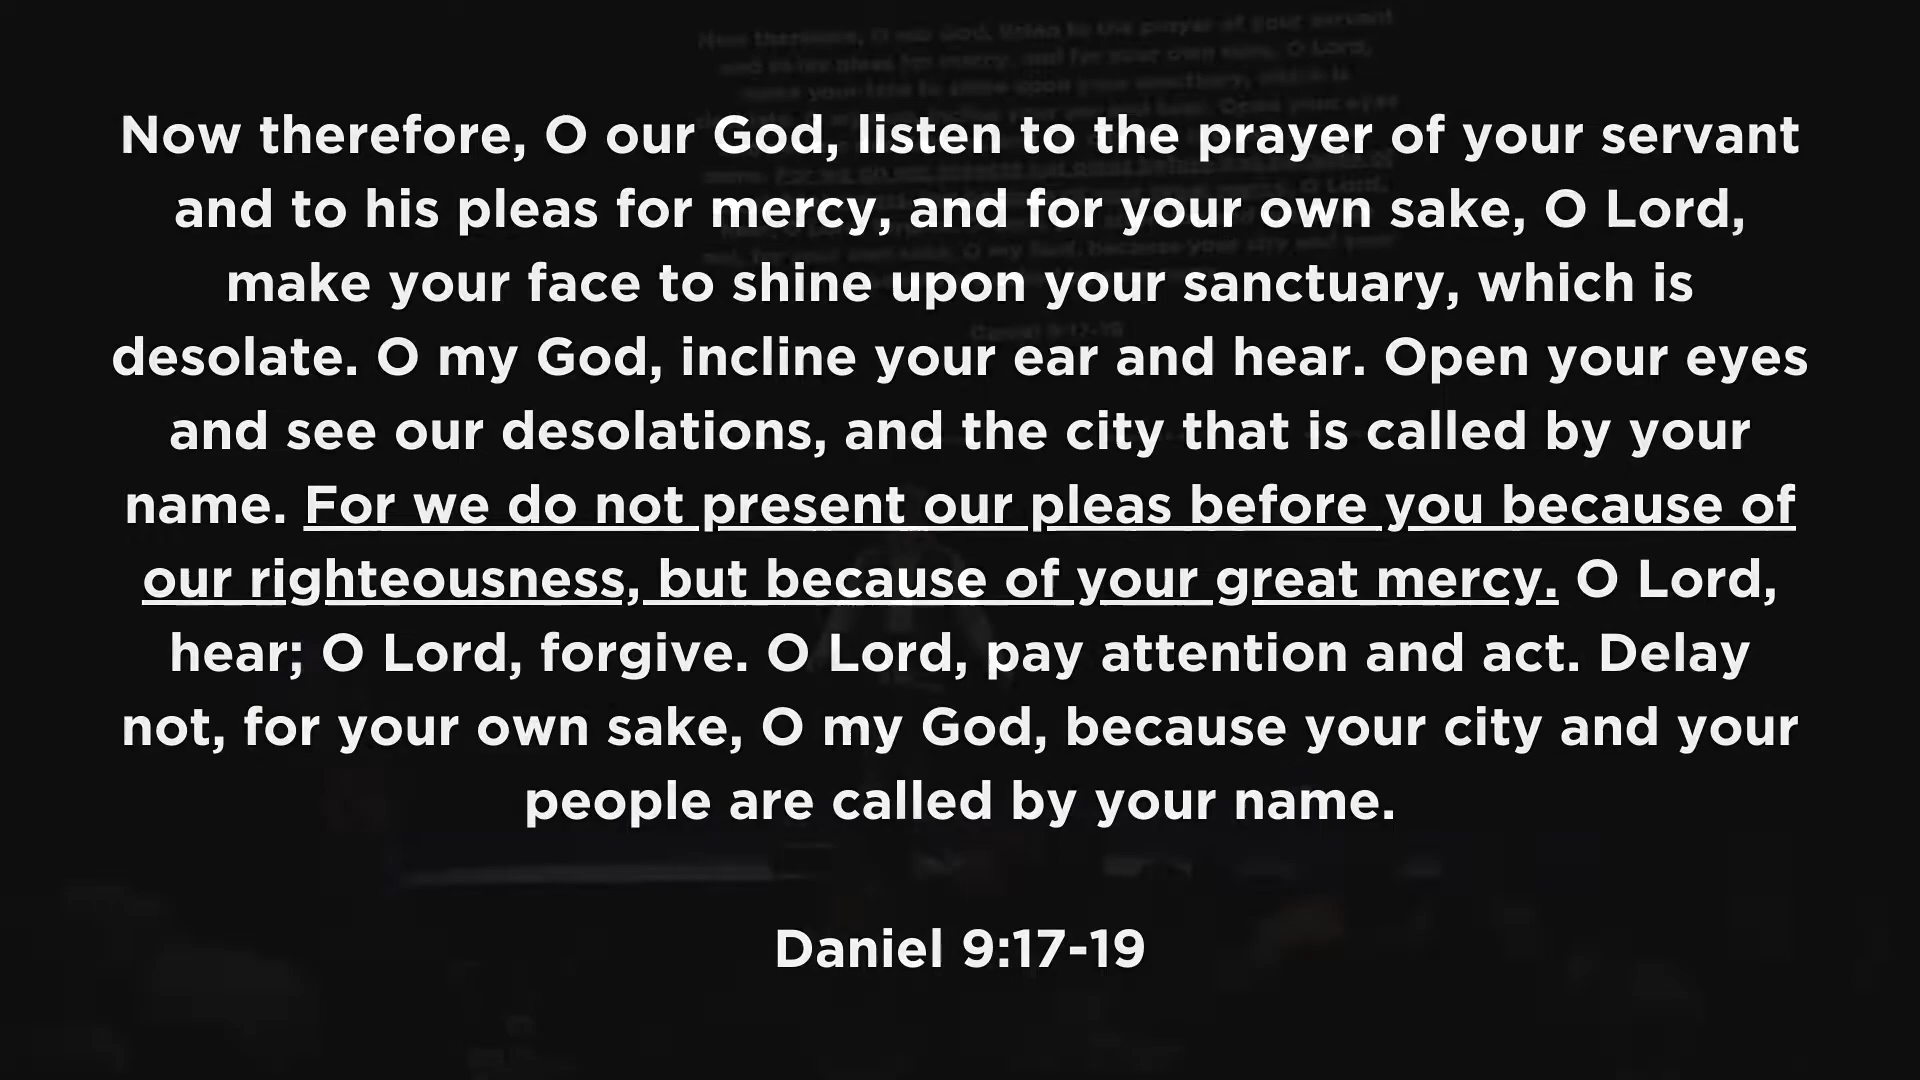 Now therefore, O our God, listen to the prayer of your servant
and to his pleas for mercy, and for your own sake, O Lord,
make your face to shine upon your sanctuary, which is
desolate. O my God, incline your ear and hear. Open your eyes
and see our desolations, and the city that is called by your
name. For we do not present our pleas before you because of
our righteousness, but because of your great mercy. O Lord,
hear; O Lord, forgive. O Lord, pay attention and act. Delay
not, for your own sake, O my God, because your city and your
people are called by your name.
Daniel 9:17-19